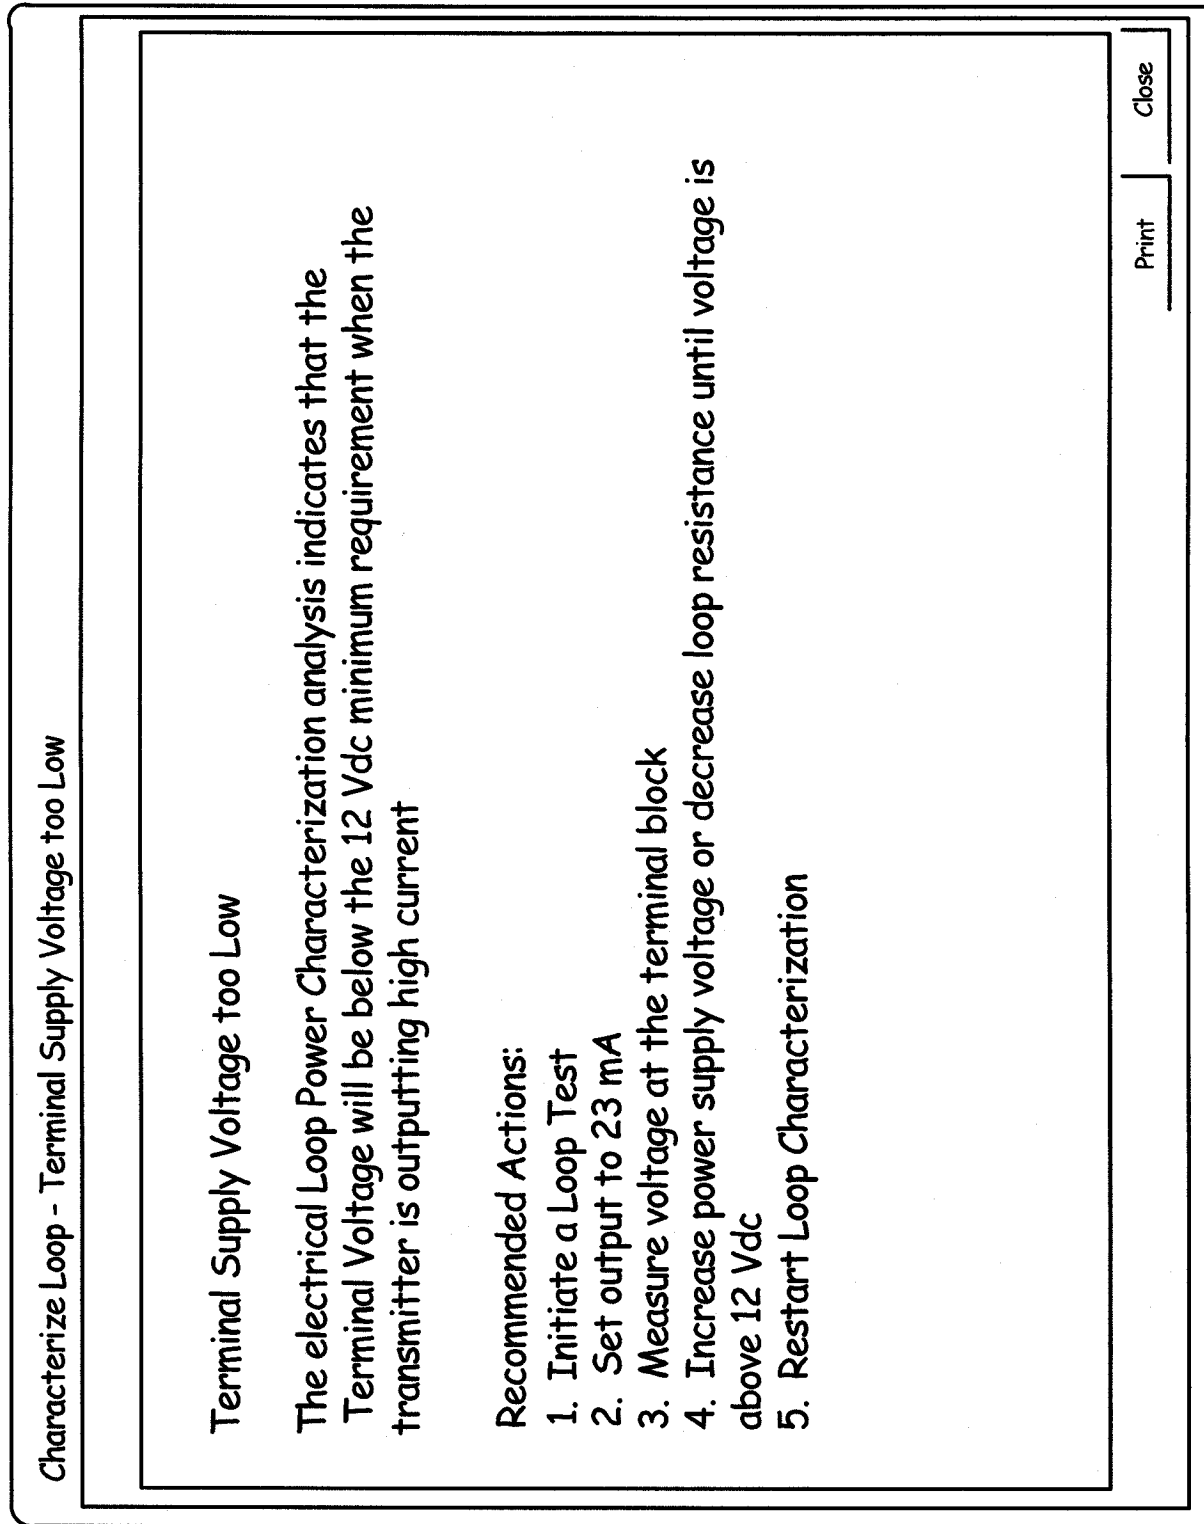 Characterize Loop - Terminal Supply Voltage too Low
Terminal Supply Voltage too Low
The electrical Loop Power Characterization analysis indicates that the
Terminal Voltage will be below the 12 Vdc minimum requirement when the
transmitter is outputting high current
Recommended Actions:
1. Initiate a Loop Test
2. Set output to 23 mA
3. Measure voltage at the terminal block
4. Increase power supply voltage or decrease loop resistance until voltage is
above 12 Vdc
5. Restart Loop Characterization
Print
Close